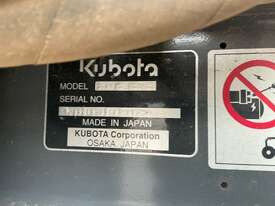 Kubota
MODEL
SERIAL NO.
MADE IN JAPAN
KUBOTA Corporation
OSAKA JAPAN